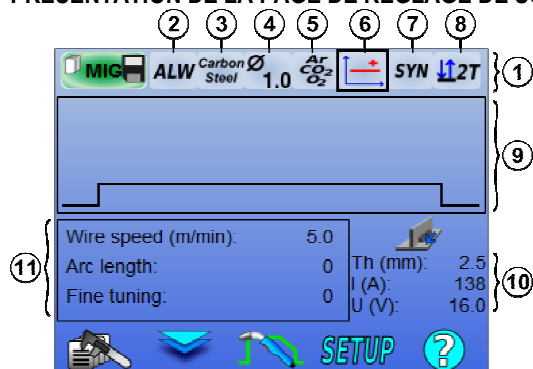 PRESENTATION DE LA PAGE DE REGLAGE DE SO
2 3 4 5 6 7 8
MIG ALW Carbon Steel Ø 1.0 Ar CO2 O2 + SYN 2T 1
9
Wire speed (m/min): 5.0
Arc length: 0
Fine tuning: 0
11
Th (mm): 2.5
I (A): 138
U (V): 16.0
10
SETUP ?